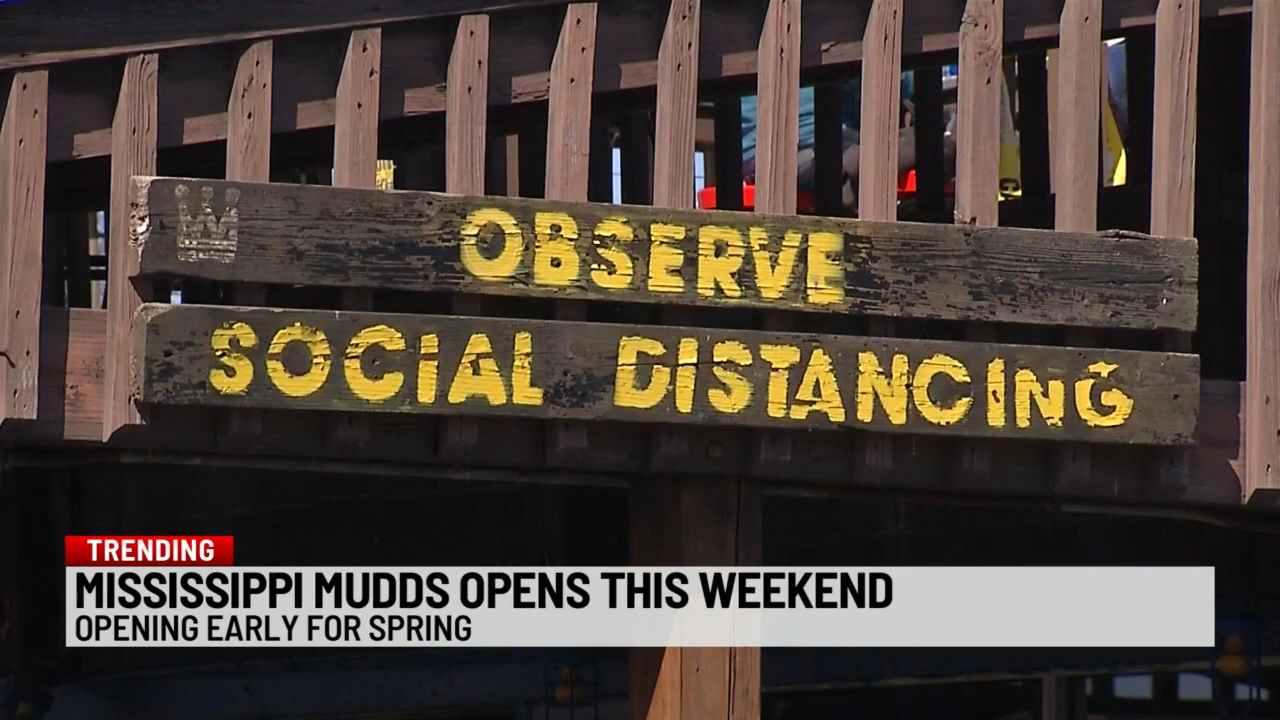 OBSERVE
SOCIAL DISTANCING
TRENDING
MISSISSIPPI MUDDS OPENS THIS WEEKEND
OPENING EARLY FOR SPRING